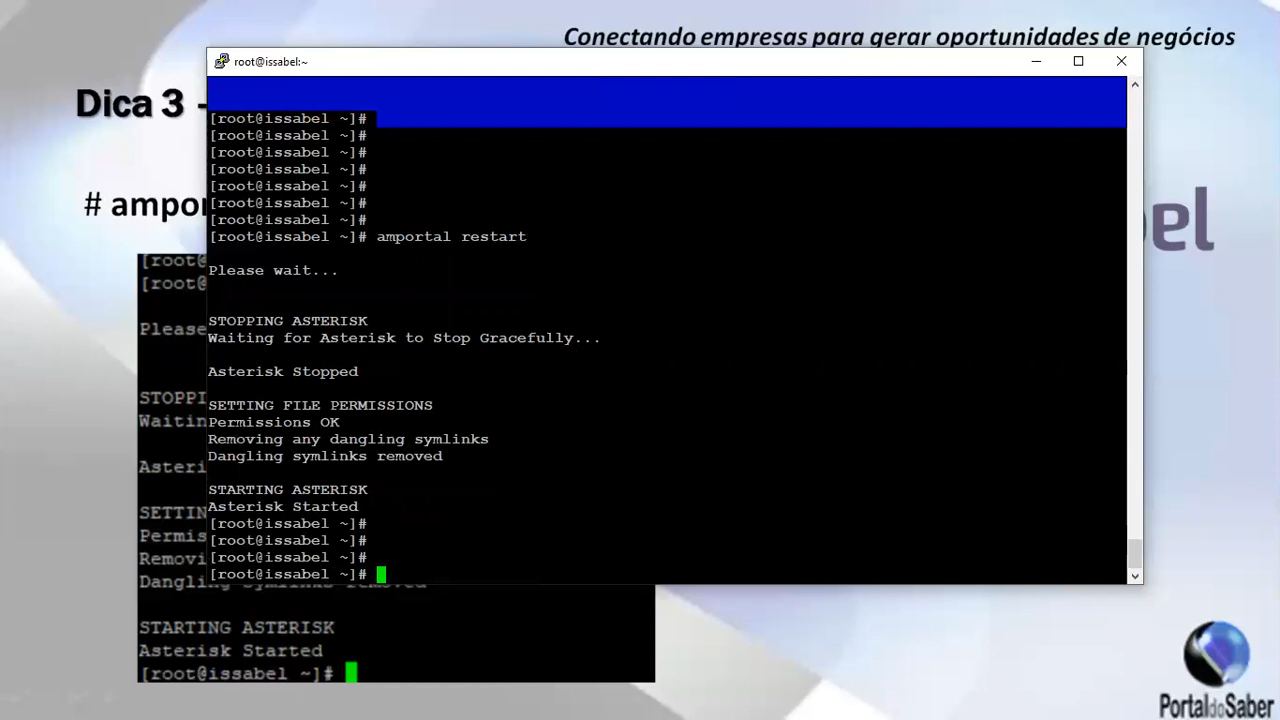 Conectando empresas para gerar oportunidades de negócios
Dica 3 -
# ampor
root@issabel:~
[root@issabel ~]#
[root@issabel ~]#
[root@issabel ~]#
[root@issabel ~]#
[root@issabel ~]#
[root@issabel ~]#
[root@issabel ~]#
[root@issabel ~]# amportal restart
Please wait...
STOPPING ASTERISK
Waiting for Asterisk to Stop Gracefully...
Asterisk Stopped
SETTING FILE PERMISSIONS
Permissions OK
Removing any dangling symlinks
Dangling symlinks removed
STARTING ASTERISK
Asterisk Started
[root@issabel ~]#
[root@issabel ~]#
[root@issabel ~]#
[root@issabel ~]#
[root@
[root@
Please
STOPPI
Waitin
Asteri
SETTIN
Permis
Removi
Dangling symlinks removed
STARTING ASTERISK
Asterisk Started
[root@issabel ~]#
bel
PortaldoSaber